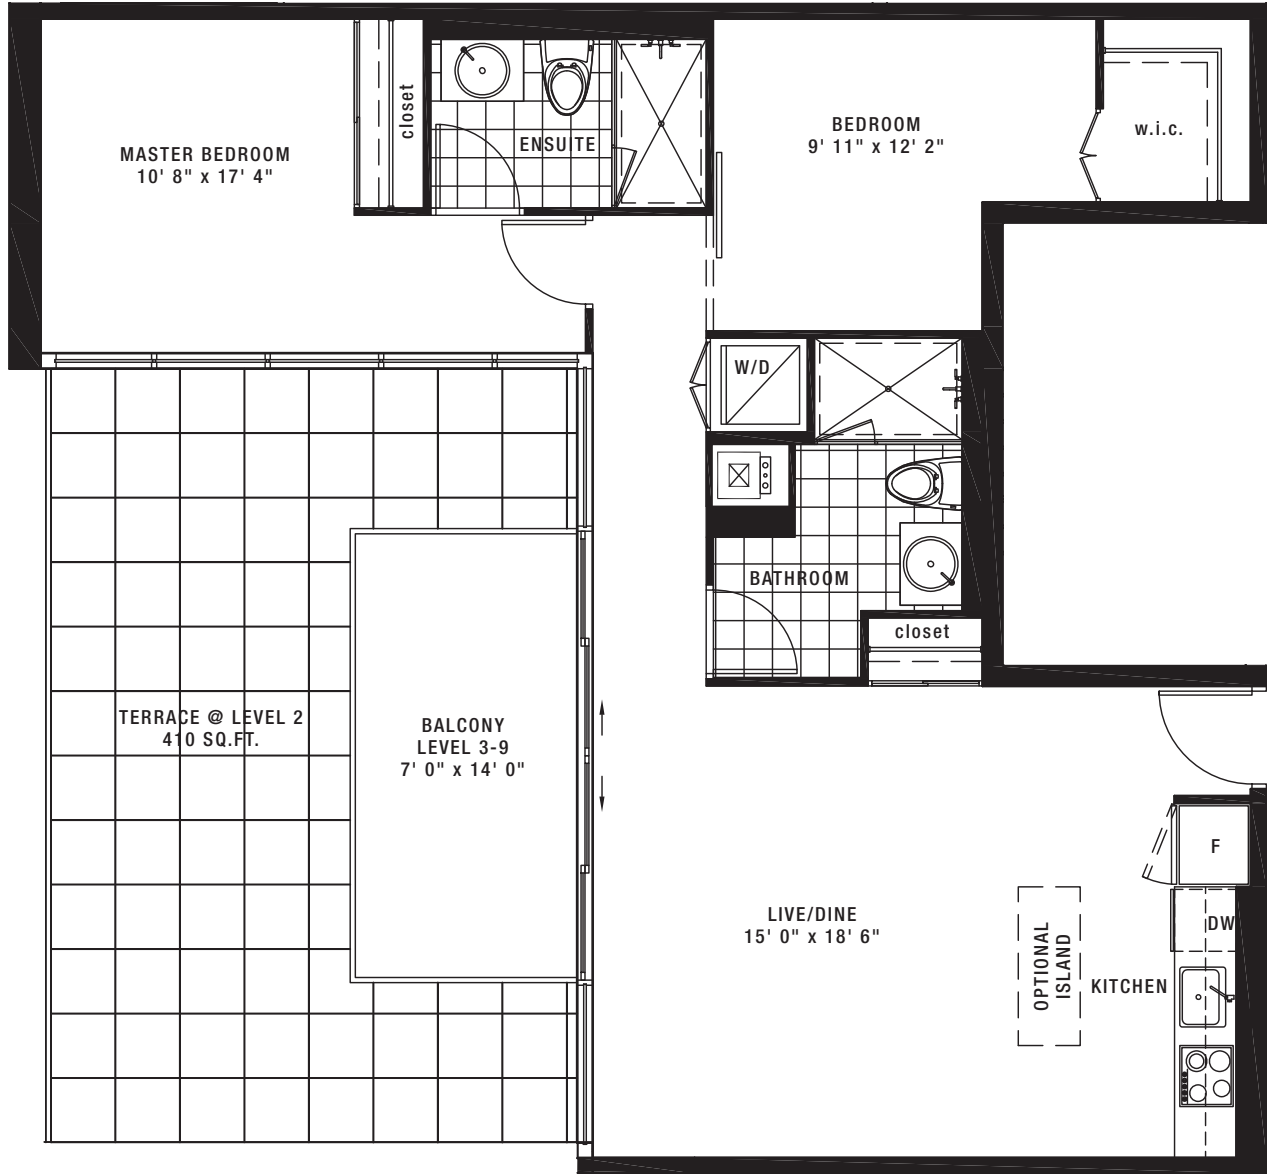 closet
ENSUITE
BEDROOM
9' 11" x 12' 2"
w.i.c.
MASTER BEDROOM
10' 8" x 17' 4"
W/D
BATHROOM
closet
TERRACE @ LEVEL 2
410 SQ.FT.
BALCONY
LEVEL 3-9
7' 0" x 14' 0"
F
LIVE/DINE
15' 0" x 18' 6"
OPTIONAL
ISLAND
DW
KITCHEN